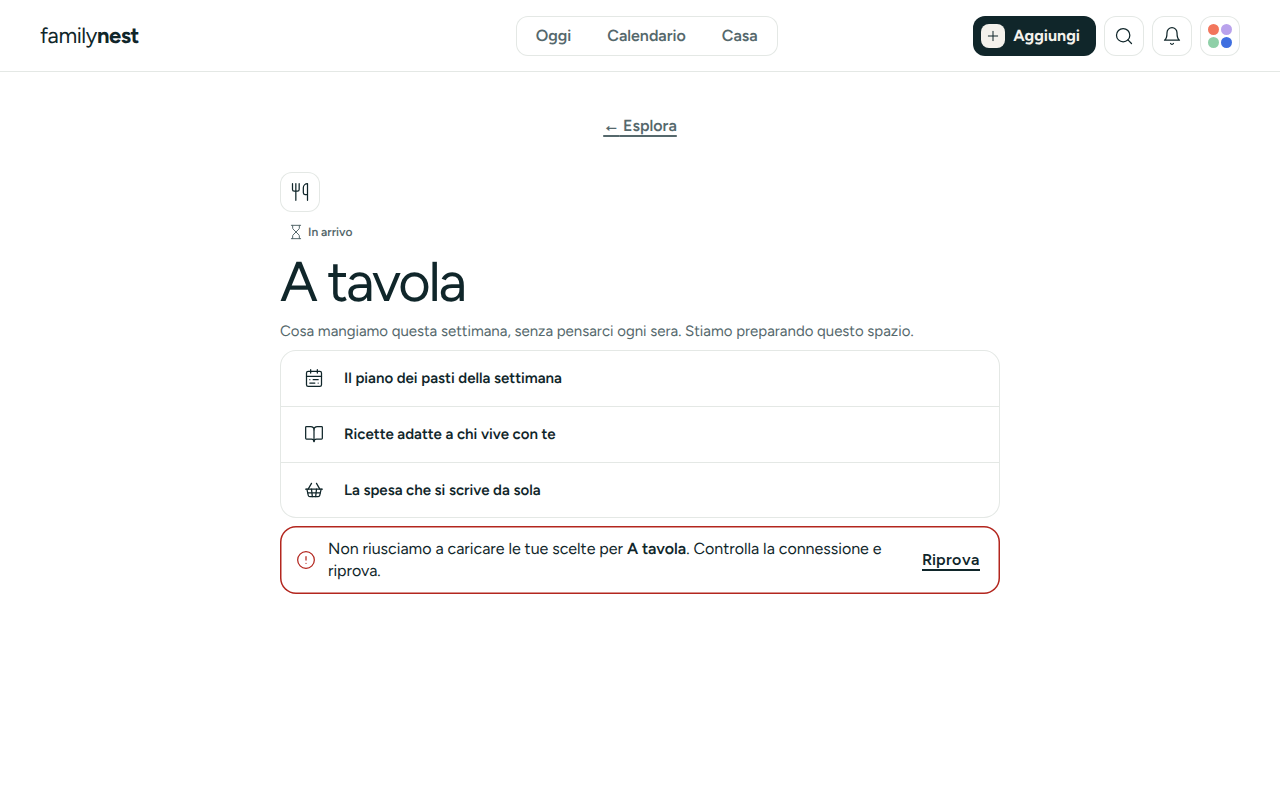 familynest
Oggi
Calendario
Casa
Aggiungi
← Esplora
In arrivo
A tavola
Cosa mangiamo questa settimana, senza pensarci ogni sera. Stiamo preparando questo spazio.
Il piano dei pasti della settimana
Ricette adatte a chi vive con te
La spesa che si scrive da sola
Non riusciamo a caricare le tue scelte per A tavola. Controlla la connessione e
riprova.
Riprova